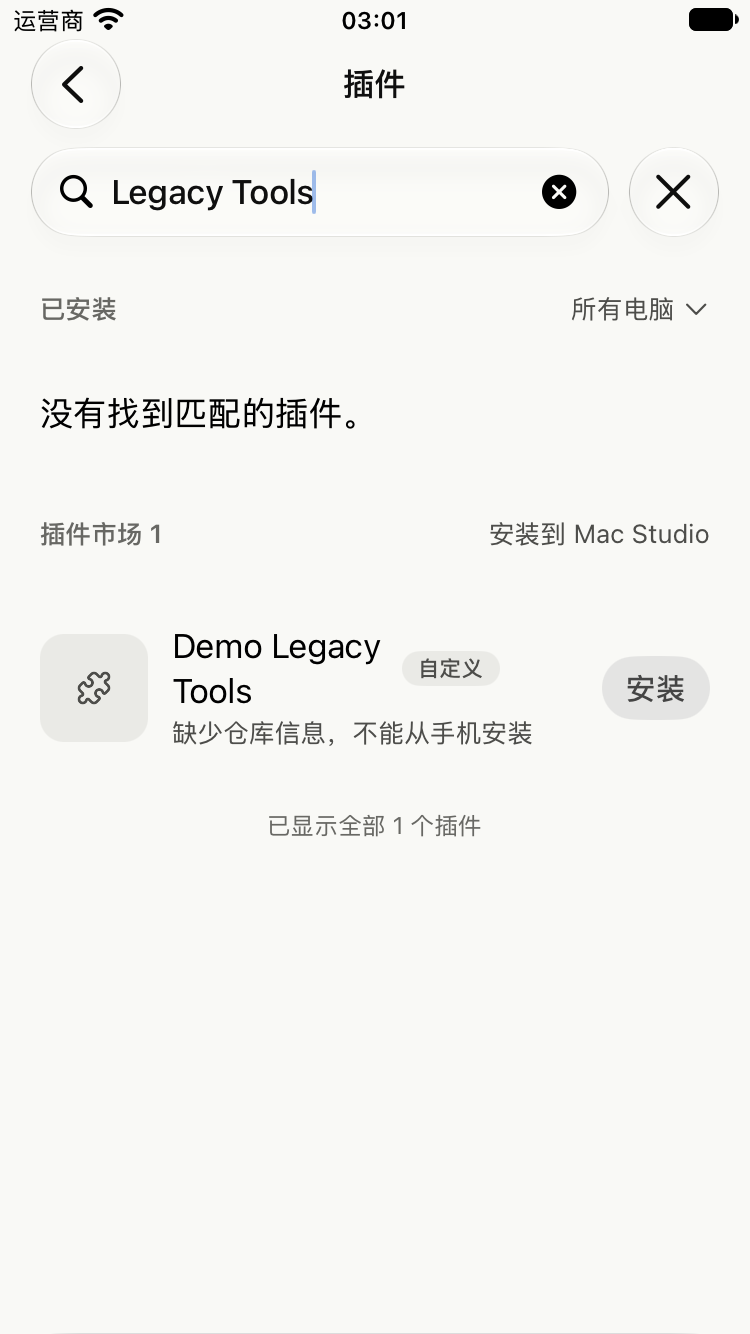 运营商
03:01
插件
Legacy Tools
已安装
所有电脑
没有找到匹配的插件。
插件市场 1
安装到 Mac Studio
Demo Legacy
Tools
自定义
缺少仓库信息，不能从手机安装
安装
已显示全部 1 个插件